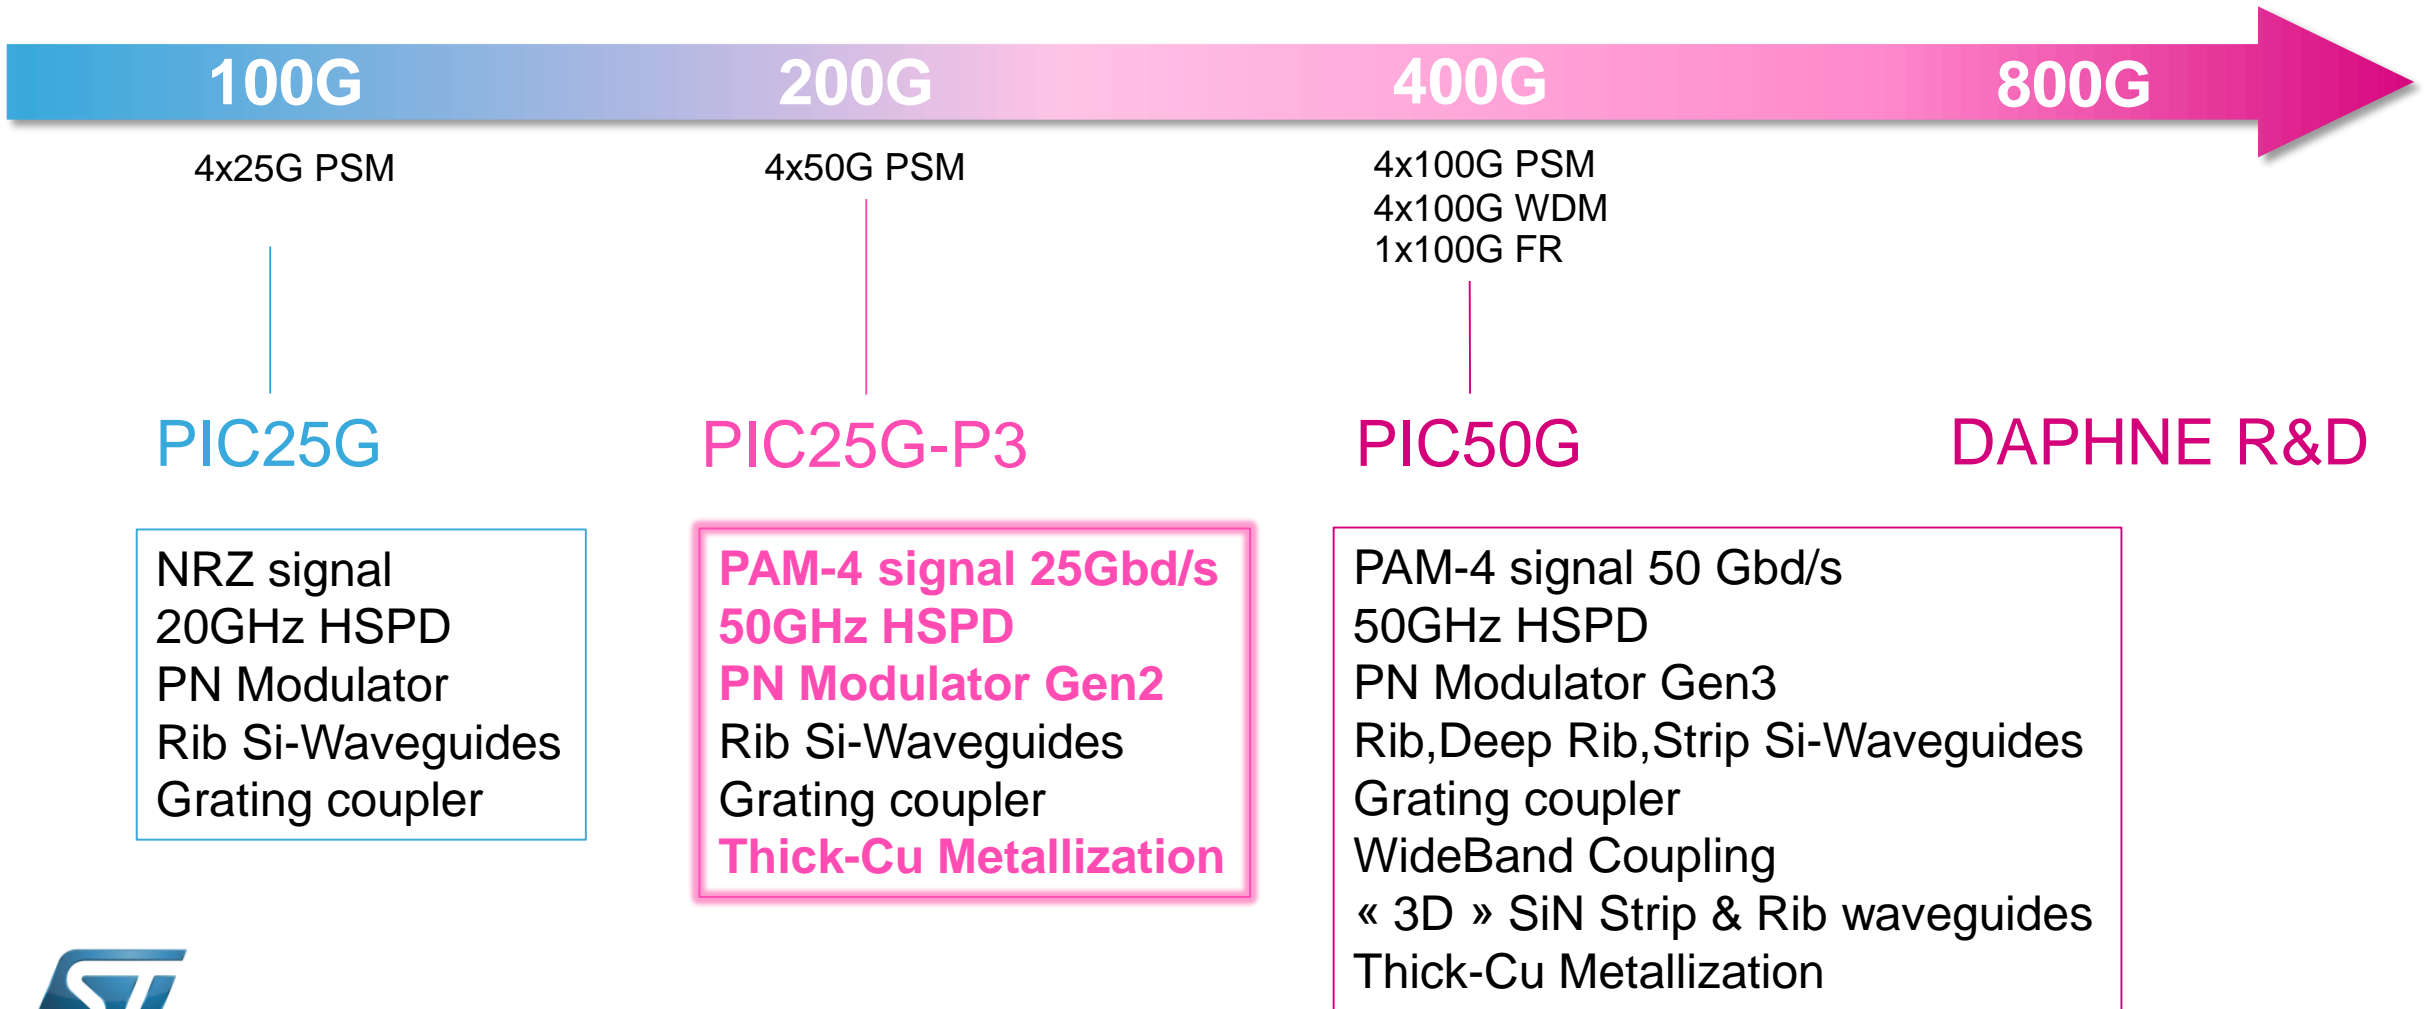 100G
200G
400G
800G
4x25G PSM
4x50G PSM
4x100G PSM
4x100G WDM
1x100G FR
PIC25G
PIC25G-P3
PIC50G
DAPHNE R&D
NRZ signal
20GHz HSPD
PN Modulator
Rib Si-Waveguides
Grating coupler
PAM-4 signal 25Gbd/s
50GHz HSPD
PN Modulator Gen2
Rib Si-Waveguides
Grating coupler
Thick-Cu Metallization
PAM-4 signal 50 Gbd/s
50GHz HSPD
PN Modulator Gen3
Rib,Deep Rib,Strip Si-Waveguides
Grating coupler
WideBand Coupling
« 3D » SiN Strip & Rib waveguides
Thick-Cu Metallization
ST